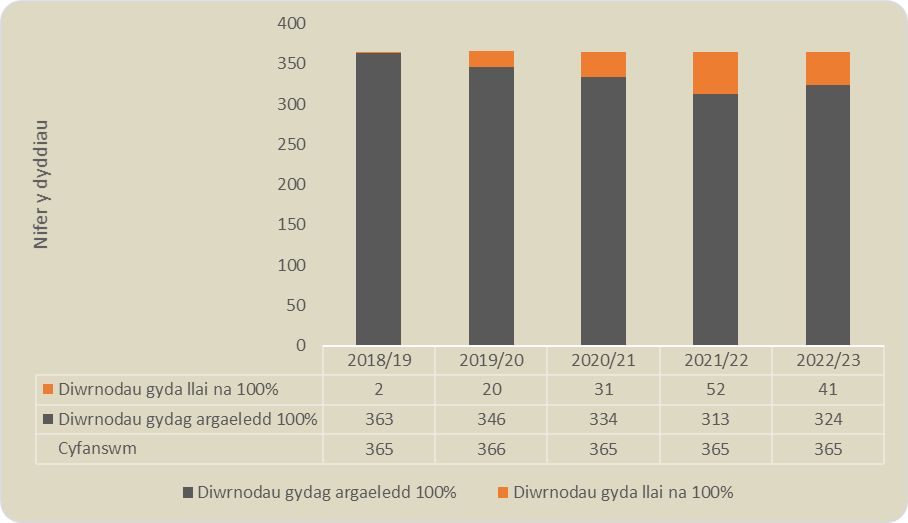 400
350
300
250
200
150
100
50
0
Nifer y dyddiau
2018/19 2019/20 2020/21 2021/22 2022/23
Diwrnodau gyda llai na 100% 2 20 31 52 41
Diwrnodau gydag argaeledd 100% 363 346 334 313 324
Cyfanswm 365 366 365 365 365
Diwrnodau gydag argaeledd 100% Diwrnodau gyda llai na 100%